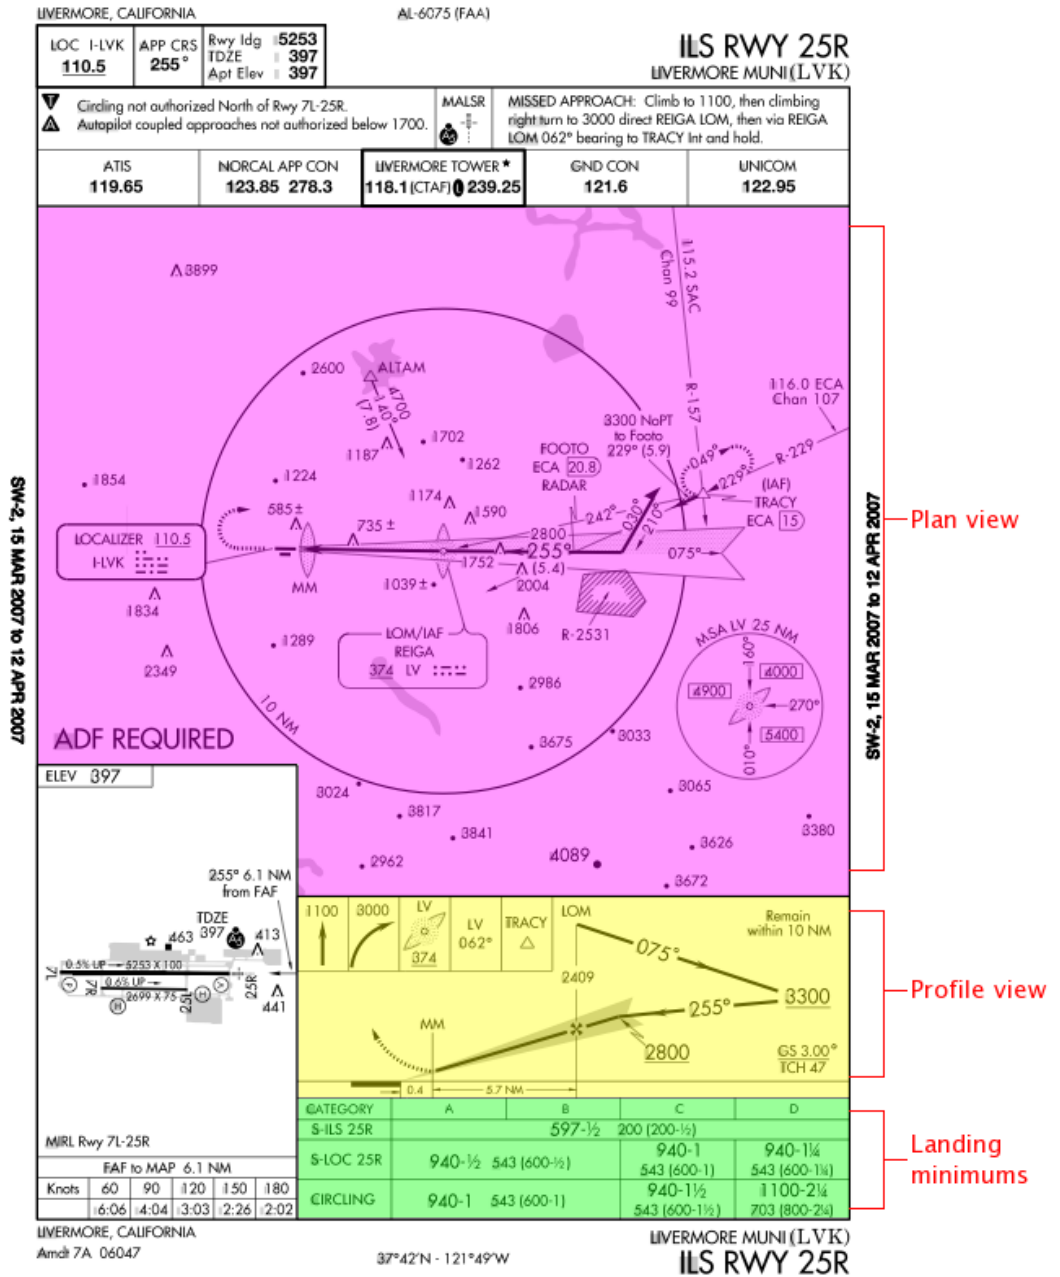 LIVERMORE, CALIFORNIA
AL-6075 (FAA)
LOC I-LVK
110.5
APP CRS
255°
Rwy ldg 5253
TDZE 397
Apt Elev 397
ILS RWY 25R
LIVERMORE MUNI (LVK)
T
A
Circling not authorized North of Rwy 7L-25R.
Autopilot coupled approaches not authorized below 1700.
MALSR
A5
MISSED APPROACH: Climb to 1100, then climbing
right turn to 3000 direct REIGA LOM, then via REIGA
LOM 062° bearing to TRACY Int and hold.
ATIS
119.65
NORCAL APP CON
123.85 278.3
LIVERMORE TOWER★
118.1 (CTAF) L 239.25
GND CON
121.6
UNICOM
122.95
3899
115.2 SAC
Chan 99
R-157
116.0 ECA
Chan 107
R-229
2600
ALTAM
4700
140°
(7.8)
3300 NoPT
to Footo
229° (5.9)
1702
1187
1262
FOOTO
ECA 20.8
RADAR
049°
229°
(IAF)
TRACY
ECA 15
1854
1224
1174
1590
585±
735±
242°
030°
210°
2800
255°
(5.4)
075°
LOCALIZER 110.5
I-LVK
MM
1752
1039±
2004
1834
1806
R-2531
1289
LOM/IAF
REIGA
374 LV
2349
MSA LV 25 NM
160°
4000
4900
270°
5400
010°
2986
10 NM
3675
3033
ADF REQUIRED
3024
3065
3817
3841
3380
3626
2962
4089
3672
SW-2, 15 MAR 2007 to 12 APR 2007
SW-2, 15 MAR 2007 to 12 APR 2007
Plan view
ELEV 397
255° 6.1 NM
from FAF
TDZE
397
A5
463
413
0.5% UP
5253 X 100
7L
25R
0.6% UP
7R
2699 X 75
25L
P
H
H
A
441
MIRL Rwy 7L-25R
FAF to MAP 6.1 NM
Knots 60 90 120 150 180
6:06 4:04 3:03 2:26 2:02
1100
3000
LV
374
LV
062°
TRACY
LOM
Remain
within 10 NM
075°
2409
3300
255°
MM
2800
GS 3.00°
TCH 47
0.4
5.7 NM
Profile view
CATEGORY A B C D
S-ILS 25R 597-½ 200 (200-½)
S-LOC 25R 940-½ 543 (600-½) 940-1 543 (600-1) 940-1¼ 543 (600-1¼)
CIRCLING 940-1 543 (600-1) 940-1½ 543 (600-1½) 1100-2¼ 703 (800-2¼)
Landing
minimums
LIVERMORE, CALIFORNIA
Amdt 7A 06047
37°42'N - 121°49'W
LIVERMORE MUNI (LVK)
ILS RWY 25R